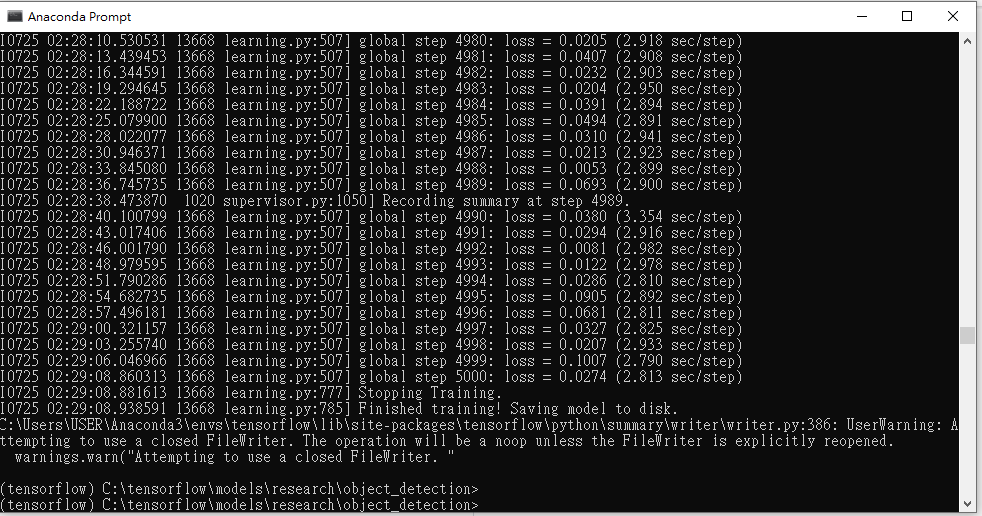 Anaconda Prompt
I0725 02:28:10.530531 13668 learning.py:507] global step 4980: loss = 0.0205 (2.918 sec/step)
I0725 02:28:13.439453 13668 learning.py:507] global step 4981: loss = 0.0407 (2.908 sec/step)
I0725 02:28:16.344591 13668 learning.py:507] global step 4982: loss = 0.0232 (2.903 sec/step)
I0725 02:28:19.294645 13668 learning.py:507] global step 4983: loss = 0.0204 (2.950 sec/step)
I0725 02:28:22.188722 13668 learning.py:507] global step 4984: loss = 0.0391 (2.894 sec/step)
I0725 02:28:25.079900 13668 learning.py:507] global step 4985: loss = 0.0494 (2.891 sec/step)
I0725 02:28:28.022077 13668 learning.py:507] global step 4986: loss = 0.0310 (2.941 sec/step)
I0725 02:28:30.946371 13668 learning.py:507] global step 4987: loss = 0.0213 (2.923 sec/step)
I0725 02:28:33.845080 13668 learning.py:507] global step 4988: loss = 0.0053 (2.899 sec/step)
I0725 02:28:36.745735 13668 learning.py:507] global step 4989: loss = 0.0693 (2.900 sec/step)
I0725 02:28:38.473870  1020 supervisor.py:1050] Recording summary at step 4989.
I0725 02:28:40.100799 13668 learning.py:507] global step 4990: loss = 0.0380 (3.354 sec/step)
I0725 02:28:43.017406 13668 learning.py:507] global step 4991: loss = 0.0294 (2.916 sec/step)
I0725 02:28:46.001790 13668 learning.py:507] global step 4992: loss = 0.0081 (2.982 sec/step)
I0725 02:28:48.979595 13668 learning.py:507] global step 4993: loss = 0.0122 (2.978 sec/step)
I0725 02:28:51.790286 13668 learning.py:507] global step 4994: loss = 0.0286 (2.810 sec/step)
I0725 02:28:54.682735 13668 learning.py:507] global step 4995: loss = 0.0905 (2.892 sec/step)
I0725 02:28:57.496181 13668 learning.py:507] global step 4996: loss = 0.0681 (2.811 sec/step)
I0725 02:29:00.321157 13668 learning.py:507] global step 4997: loss = 0.0327 (2.825 sec/step)
I0725 02:29:03.255740 13668 learning.py:507] global step 4998: loss = 0.0207 (2.933 sec/step)
I0725 02:29:06.046966 13668 learning.py:507] global step 4999: loss = 0.1007 (2.790 sec/step)
I0725 02:29:08.860313 13668 learning.py:507] global step 5000: loss = 0.0274 (2.813 sec/step)
I0725 02:29:08.881613 13668 learning.py:777] Stopping Training.
I0725 02:29:08.938591 13668 learning.py:785] Finished training! Saving model to disk.
C:\Users\USER\Anaconda3\envs\tensorflow\lib\site-packages\tensorflow\python\summary\writer\writer.py:386: UserWarning: A
ttempting to use a closed FileWriter. The operation will be a noop unless the FileWriter is explicitly reopened.
  warnings.warn("Attempting to use a closed FileWriter. "
(tensorflow) C:\tensorflow\models\research\object_detection>
(tensorflow) C:\tensorflow\models\research\object_detection>